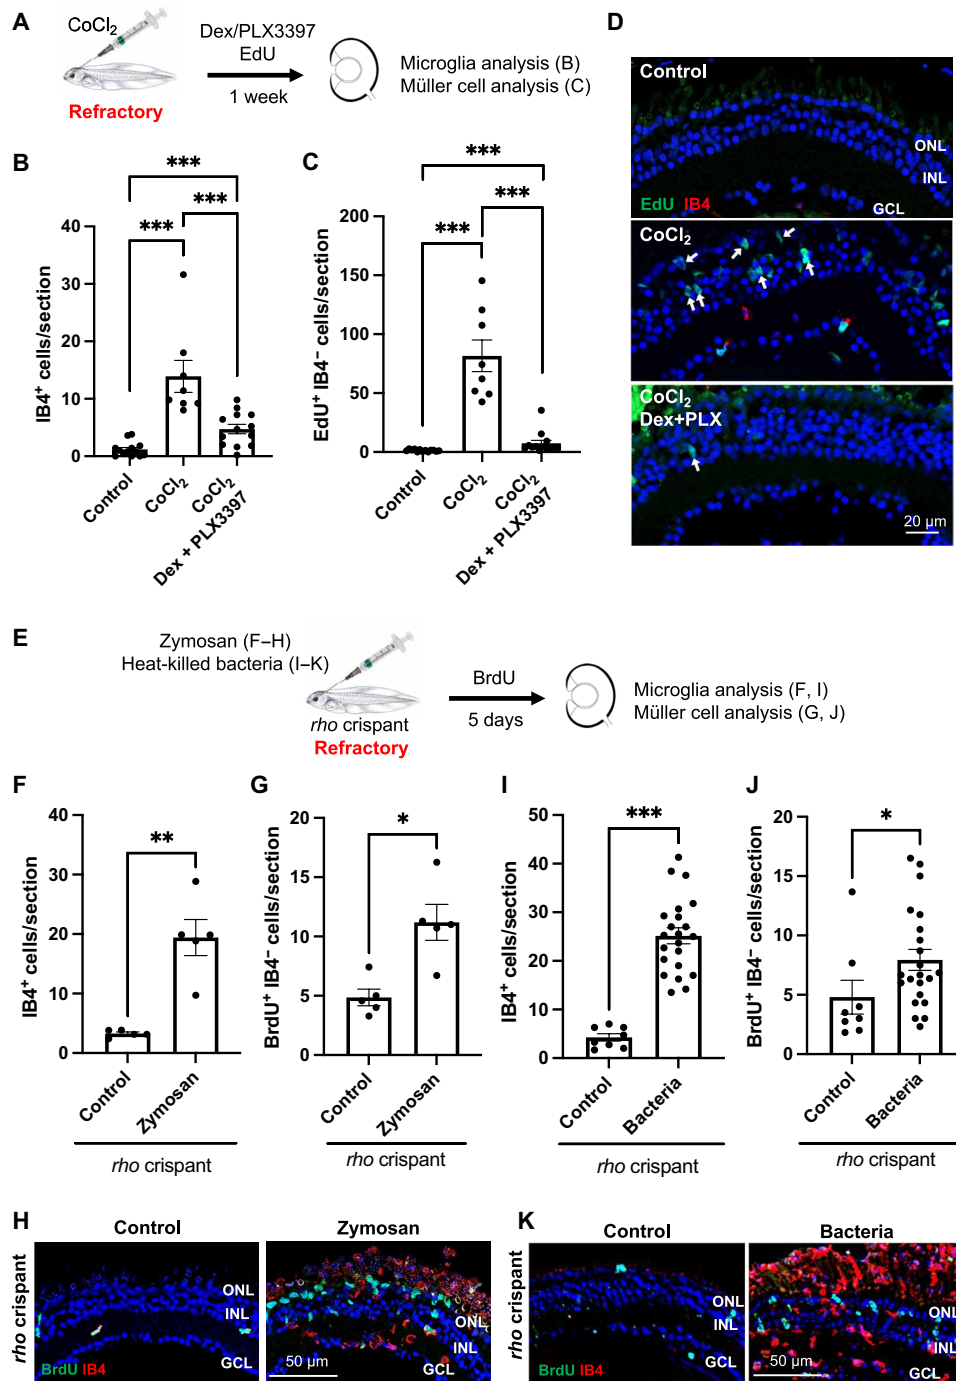 A
CoCl2
Refractory
Dex/PLX3397
EdU
1 week
Microglia analysis (B)
Müller cell analysis (C)
B
IB4+ cells/section
40
30
20
10
0
***
***
***
Control
CoCl2
CoCl2
Dex + PLX3397
C
EdU+ IB4− cells/section
200
150
100
50
0
***
***
***
Control
CoCl2
CoCl2
Dex + PLX3397
D
Control
ONL
INL
GCL
EdU IB4
CoCl2
CoCl2
Dex+PLX
20 µm
E
Zymosan (F–H)
Heat-killed bacteria (I–K)
rho crispant
Refractory
BrdU
5 days
Microglia analysis (F, I)
Müller cell analysis (G, J)
F
IB4+ cells/section
40
30
20
10
0
**
Control
Zymosan
rho crispant
G
BrdU+ IB4− cells/section
20
15
10
5
0
*
Control
Zymosan
rho crispant
I
IB4+ cells/section
50
40
30
20
10
0
***
Control
Bacteria
rho crispant
J
BrdU+ IB4− cells/section
20
15
10
5
0
*
Control
Bacteria
rho crispant
H
Control
Zymosan
rho crispant
ONL
INL
GCL
BrdU IB4
ONL
INL
GCL
50 µm
K
Control
Bacteria
rho crispant
ONL
INL
GCL
BrdU IB4
ONL
INL
GCL
50 µm